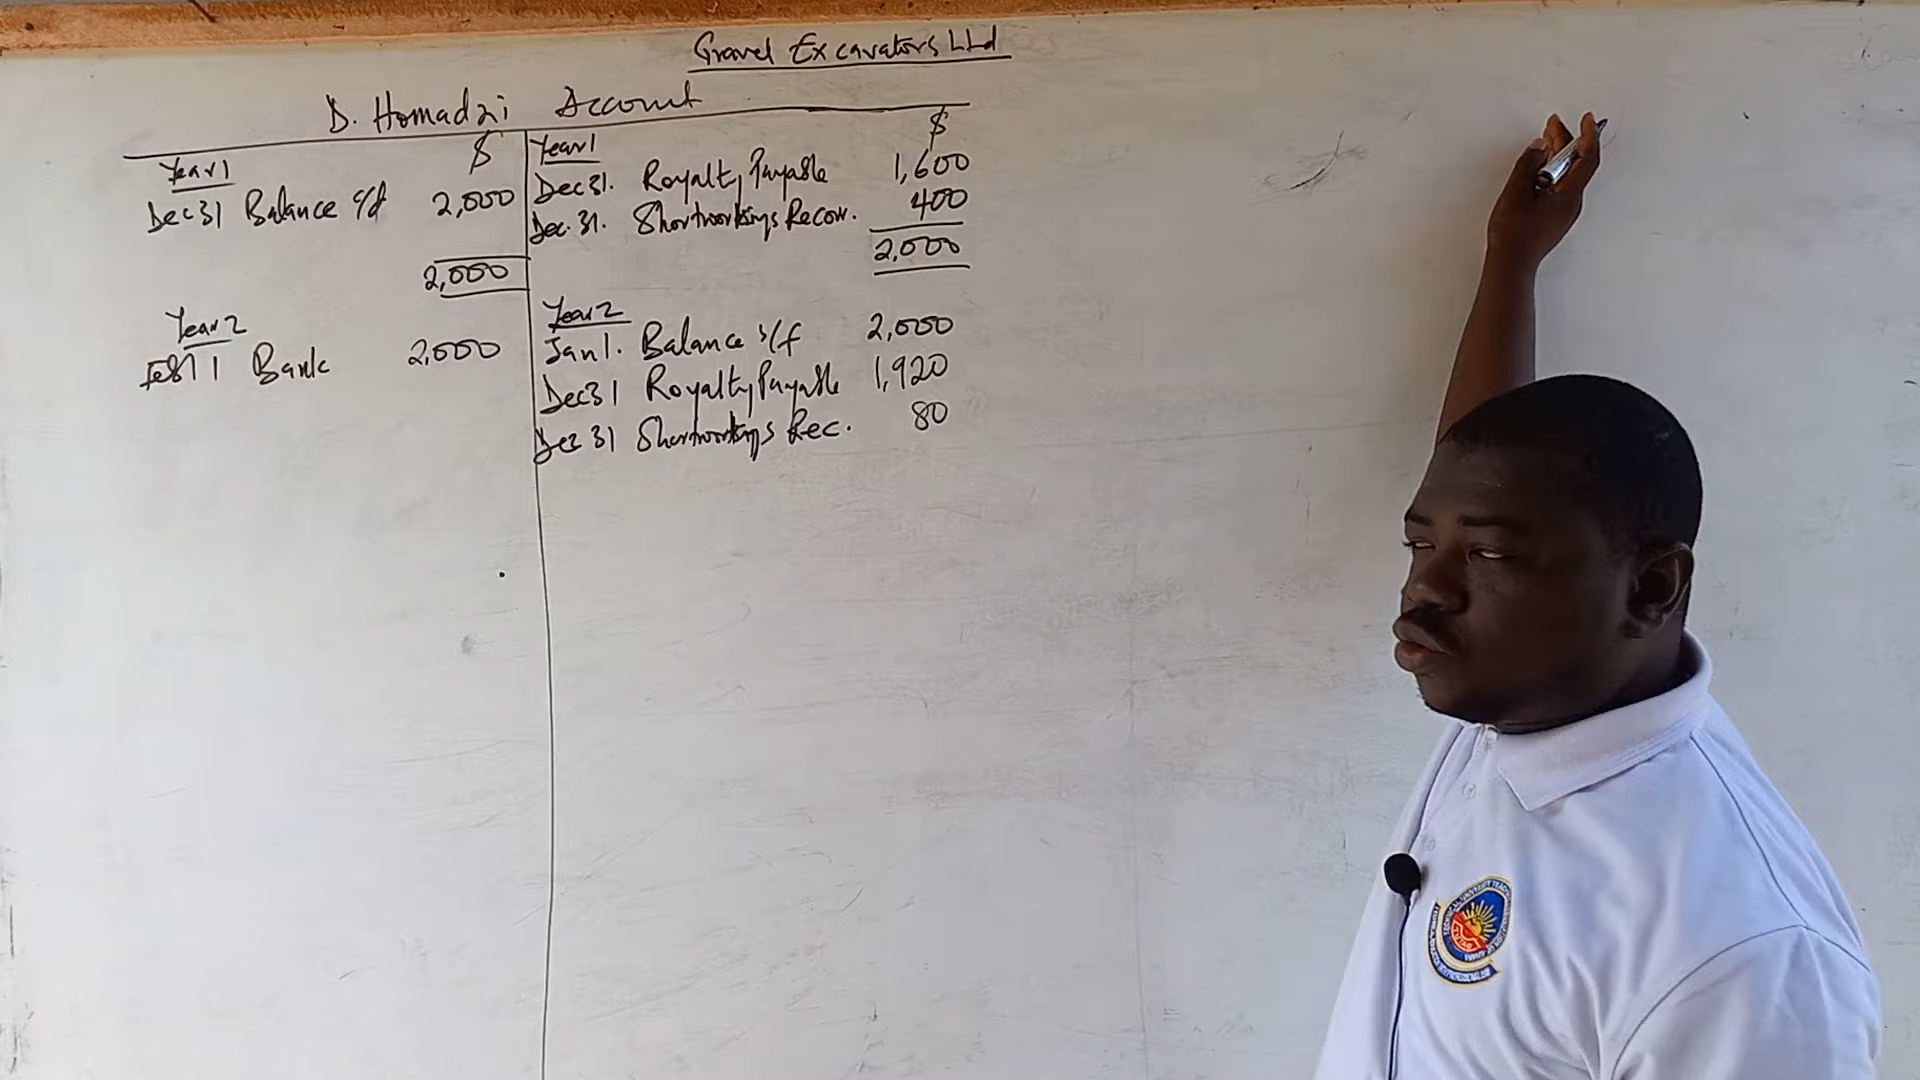 Gravel Excavators Ltd
D. Homadzi Account
Year 1 $
Dec 31 Balance c/d 2,000
2,000
Year 2
1 Bank 2,000
Year 1 $
Dec 31. Royalty Payable 1,600
Dec. 31. Shortworkings Recov. 400
2,000
Year 2
Jan 1. Balance b/f 2,000
Dec 31 Royalty Payable 1,920
Dec 31 Shortworkings Rec. 80